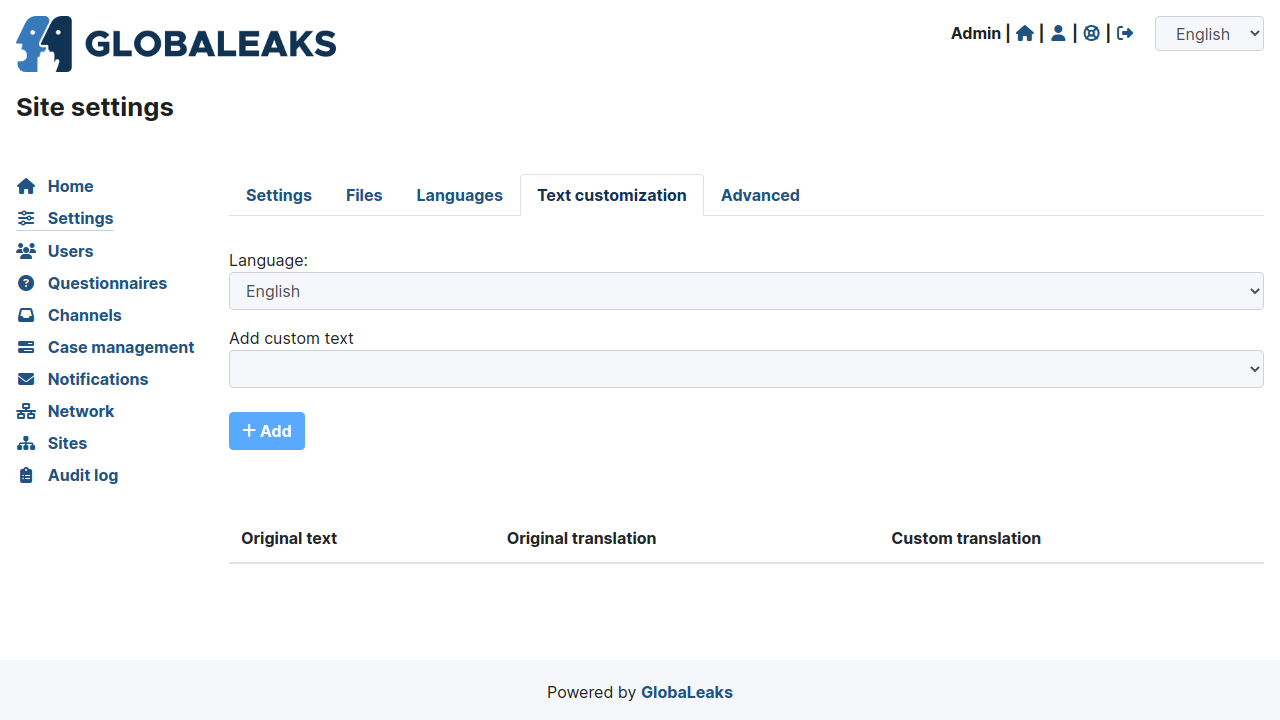 GLOBALEAKS
Admin | | | |
English
Site settings
Home
Settings
Users
Questionnaires
Channels
Case management
Notifications
Network
Sites
Audit log
Settings Files Languages Text customization Advanced
Language:
English
Add custom text
+ Add
Original text Original translation Custom translation
Powered by GlobaLeaks